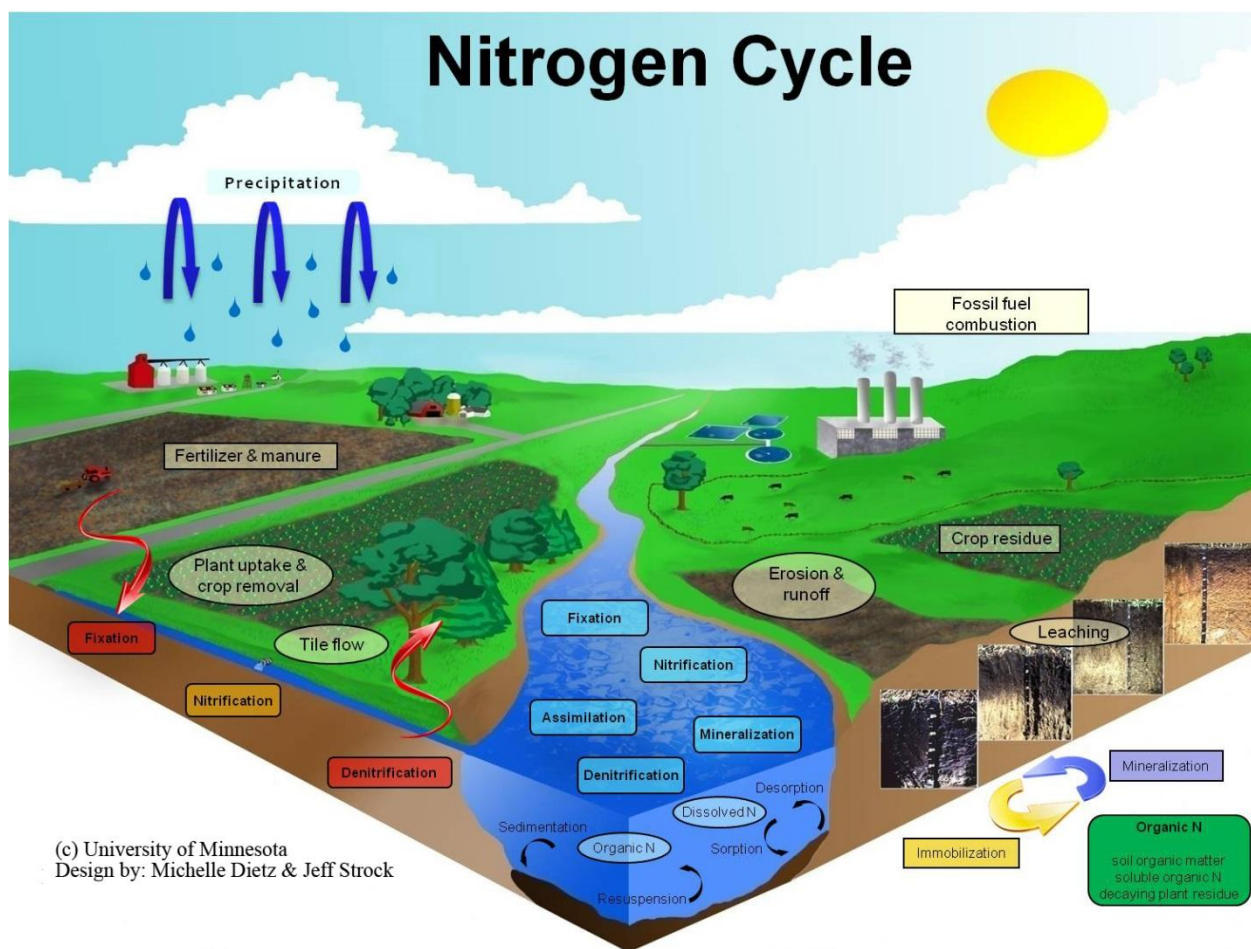 Nitrogen Cycle
Precipitation
Fossil fuel
combustion
Fertilizer & manure
Crop residue
Plant uptake &
crop removal
Erosion &
runoff
Fixation
Tile flow
Fixation
Leaching
Nitrification
Nitrification
Assimilation
Mineralization
Denitrification
Denitrification
Mineralization
Desorption
Dissolved N
Sedimentation
Organic N
Sorption
Resuspension
Immobilization
Organic N
soil organic matter
soluble organic N
decaying plant residue
(c) University of Minnesota
Design by: Michelle Dietz & Jeff Strock